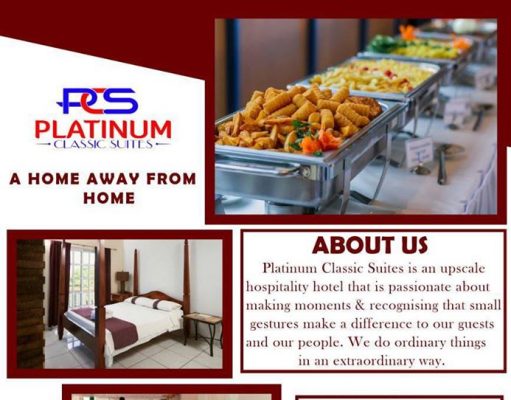 PCS
PLATINUM
CLASSIC SUITES
A HOME AWAY FROM
HOME
ABOUT US
Platinum Classic Suites is an upscale
hospitality hotel that is passionate about
making moments & recognising that small
gestures make a difference to our guests
and our people. We do ordinary things
in an extraordinary way.